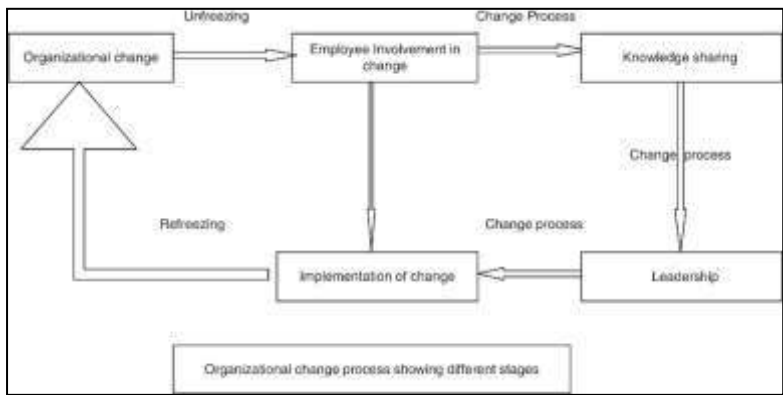 Unfreezing
Change Process
Organizational change
Employee Involvement in
change
Knowledge sharing
Change process
Refreezing
Change process
Implementation of change
Leadership
Organizational change process showing different stages